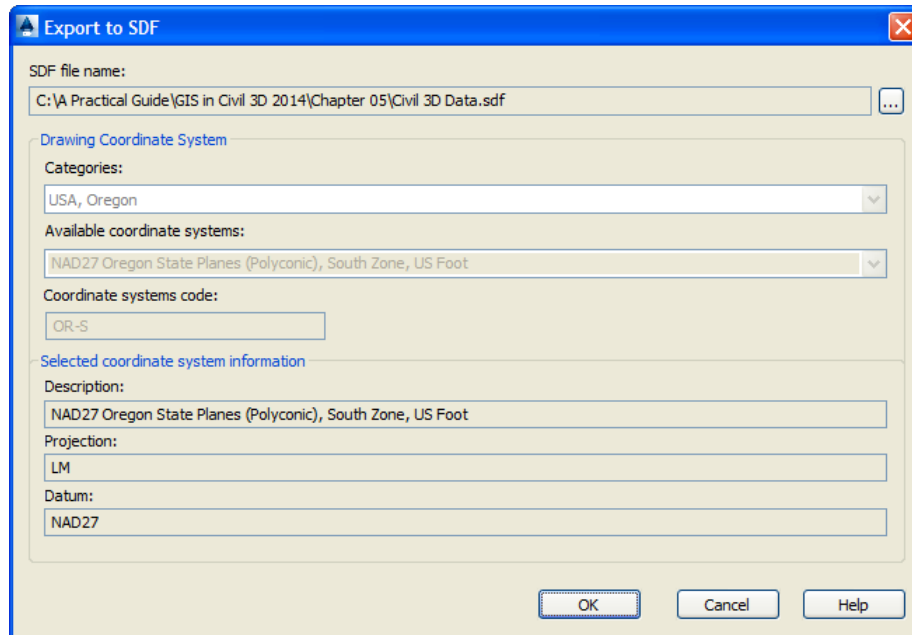 Export to SDF
SDF file name:
C:\A Practical Guide\GIS in Civil 3D 2014\Chapter 05\Civil 3D Data.sdf
...
Drawing Coordinate System
Categories:
USA, Oregon
Available coordinate systems:
NAD27 Oregon State Planes (Polyconic), South Zone, US Foot
Coordinate systems code:
OR-S
Selected coordinate system information
Description:
NAD27 Oregon State Planes (Polyconic), South Zone, US Foot
Projection:
LM
Datum:
NAD27
OK Cancel Help